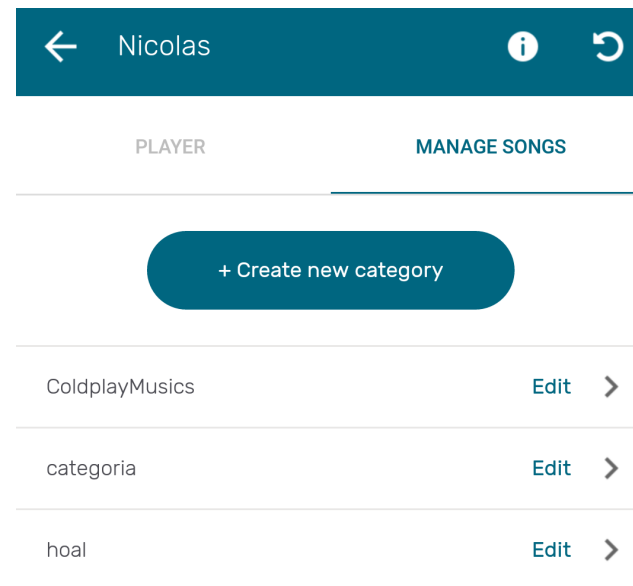 Nicolas
PLAYER MANAGE SONGS
+ Create new category
ColdplayMusics Edit
categoria Edit
hoal Edit